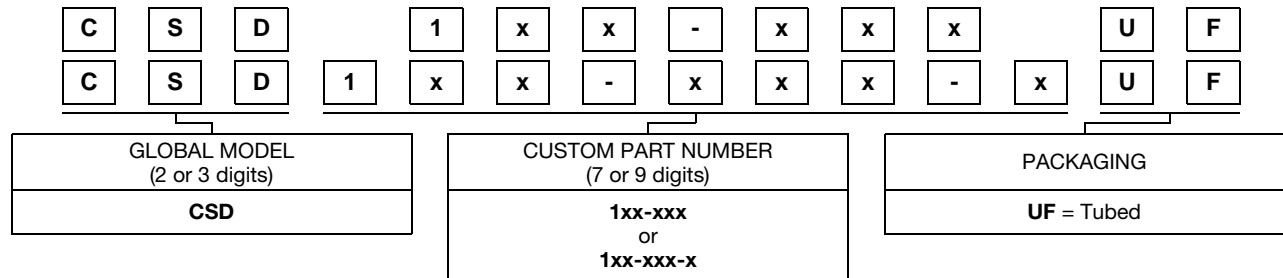 C S D 1 x x - x x x U F
C S D 1 x x - x x x - x U F
GLOBAL MODEL
(2 or 3 digits)
CSD
CUSTOM PART NUMBER
(7 or 9 digits)
1xx-xxx
or
1xx-xxx-x
PACKAGING
UF = Tubed